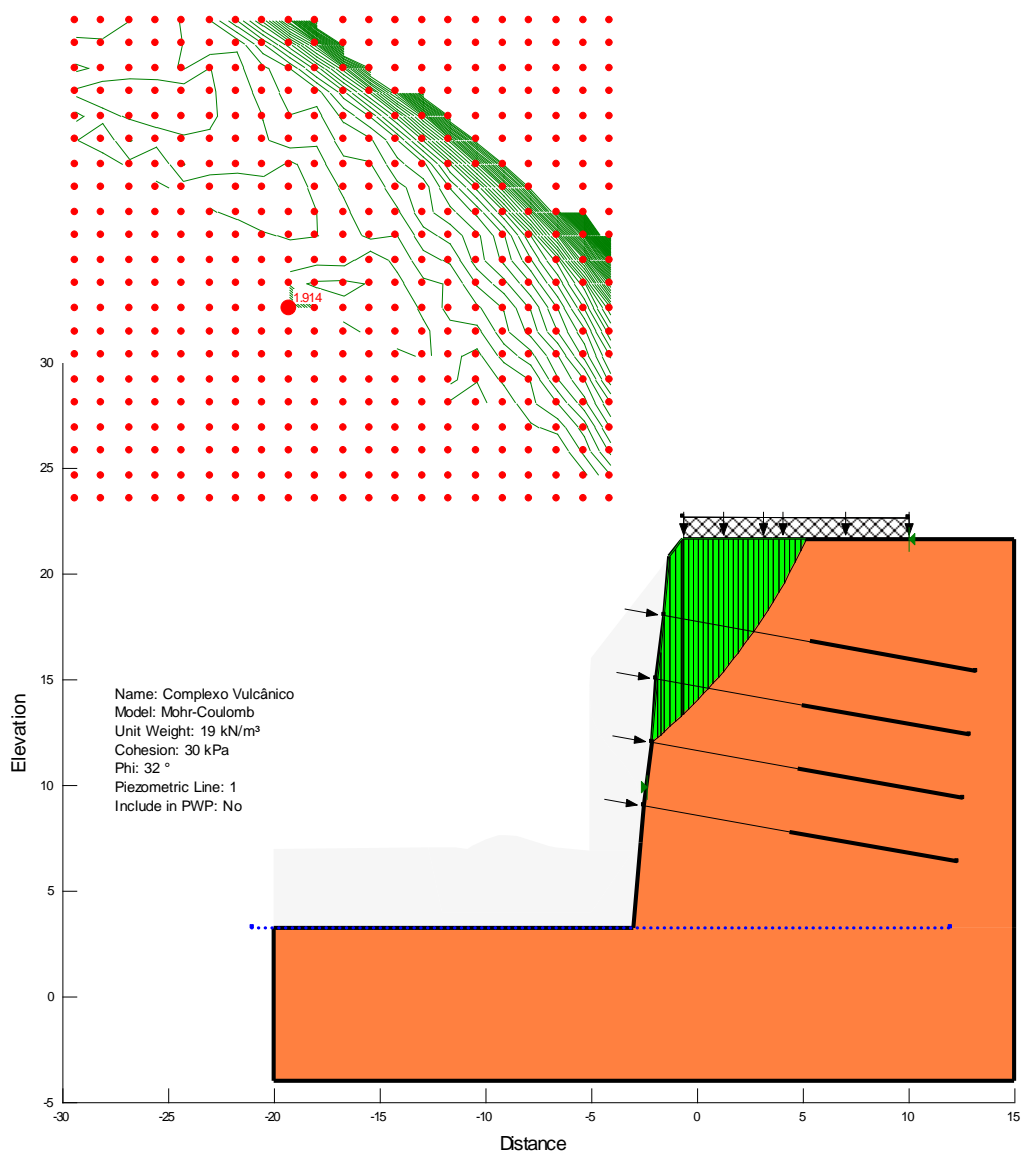 1.914
30
25
20
15
10
5
0
-5
Elevation
Name: Complexo Vulcânico
Model: Mohr-Coulomb
Unit Weight: 19 kN/m³
Cohesion: 30 kPa
Phi: 32 °
Piezometric Line: 1
Include in PWP: No
-30 -25 -20 -15 -10 -5 0 5 10 15
Distance